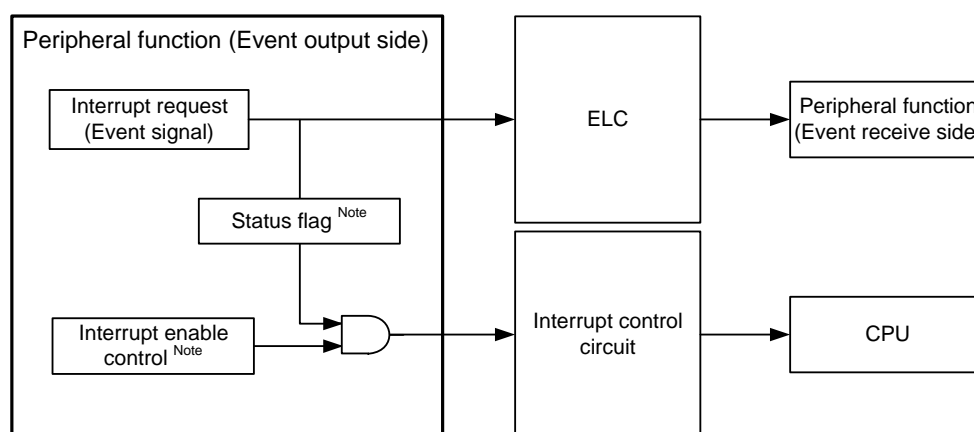 Peripheral function (Event output side)
Interrupt request
(Event signal)
ELC
Peripheral function
(Event receive side
Status flag Note
Interrupt enable
control Note
Interrupt control
circuit
CPU